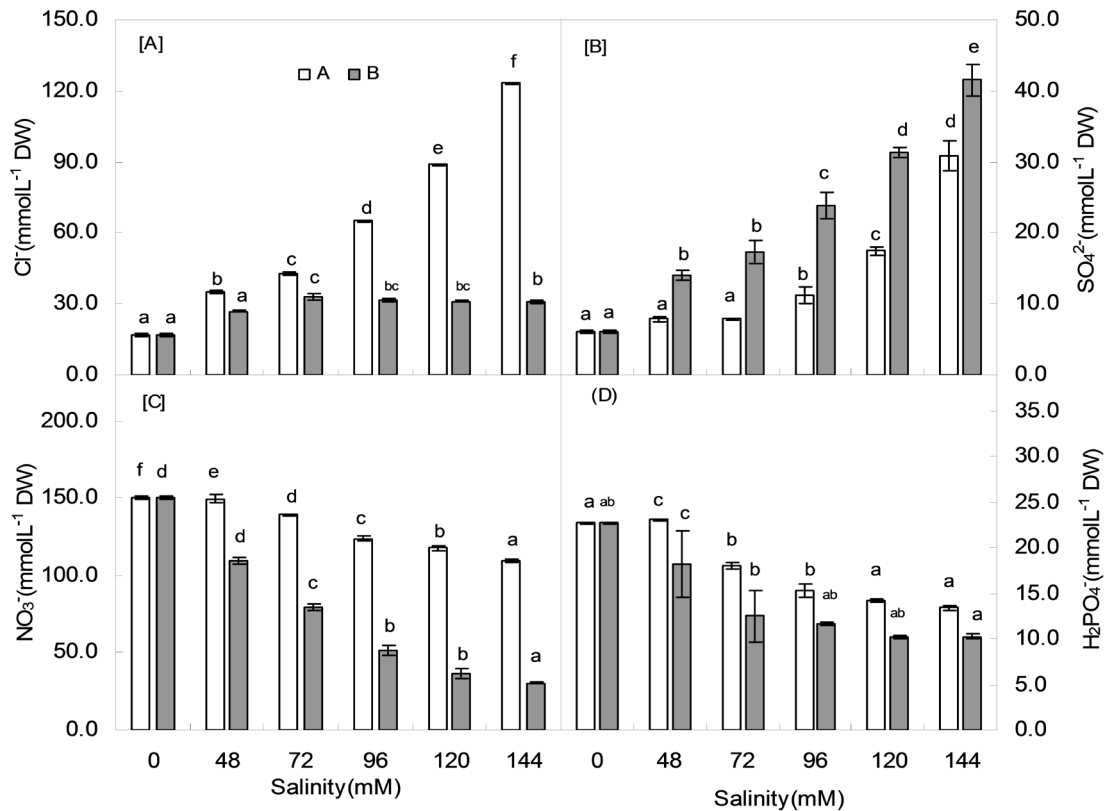 [A]
A B
150.0
120.0
90.0
60.0
30.0
0.0
Cl⁻(mmolL⁻¹ DW)
a a b a c c d bc e bc f b
[B]
50.0
40.0
30.0
20.0
10.0
0.0
SO₄²⁻(mmolL⁻¹ DW)
a a a b a b b c c d d e
[C]
200.0
150.0
100.0
50.0
0.0
NO₃⁻(mmolL⁻¹ DW)
f d e d d c c b b b a a
0 48 72 96 120 144
Salinity(mM)
(D)
35.0
30.0
25.0
20.0
15.0
10.0
5.0
0.0
H₂PO₄⁻(mmolL⁻¹ DW)
a ab c c b b b ab a ab a a
0 48 72 96 120 144
Salinity(mM)